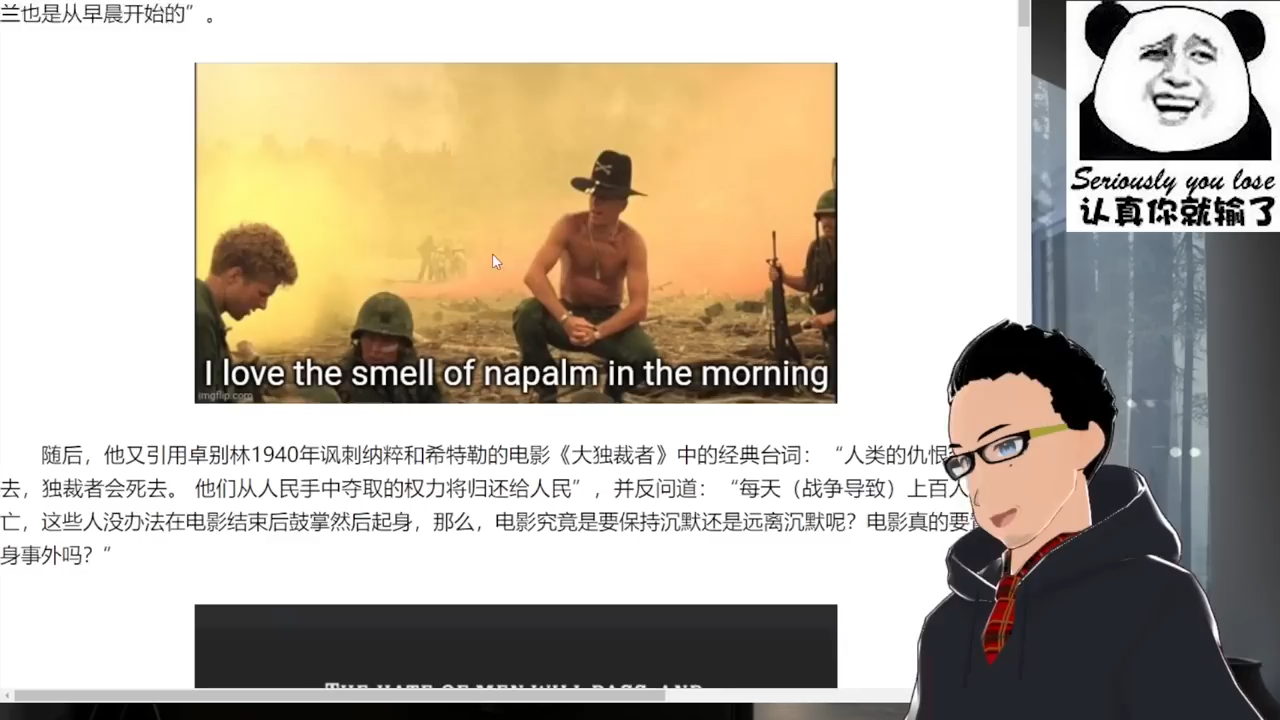 兰也是从早晨开始的”。
Seriously you lose
认真你就输了
I love the smell of napalm in the morning
imgflip.com
随后，他又引用卓别林1940年讽刺纳粹和希特勒的电影《大独裁者》中的经典台词：“人类的仇恨
去，独裁者会死去。 他们从人民手中夺取的权力将归还给人民”，并反问道：“每天（战争导致）上百人
亡，这些人没办法在电影结束后鼓掌然后起身，那么，电影究竟是要保持沉默还是远离沉默呢？电影真的要
身事外吗？”
THE HATE OF MEN WILL PASS, AND